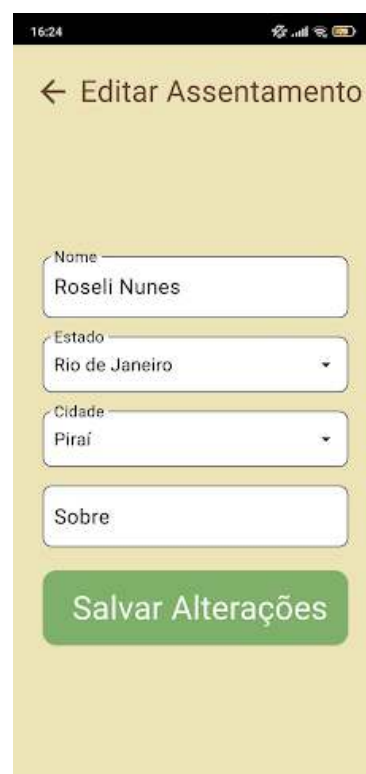 16:24
Editar Assentamento
Nome
Roseli Nunes
Estado
Rio de Janeiro
Cidade
Piraí
Sobre
Salvar Alterações